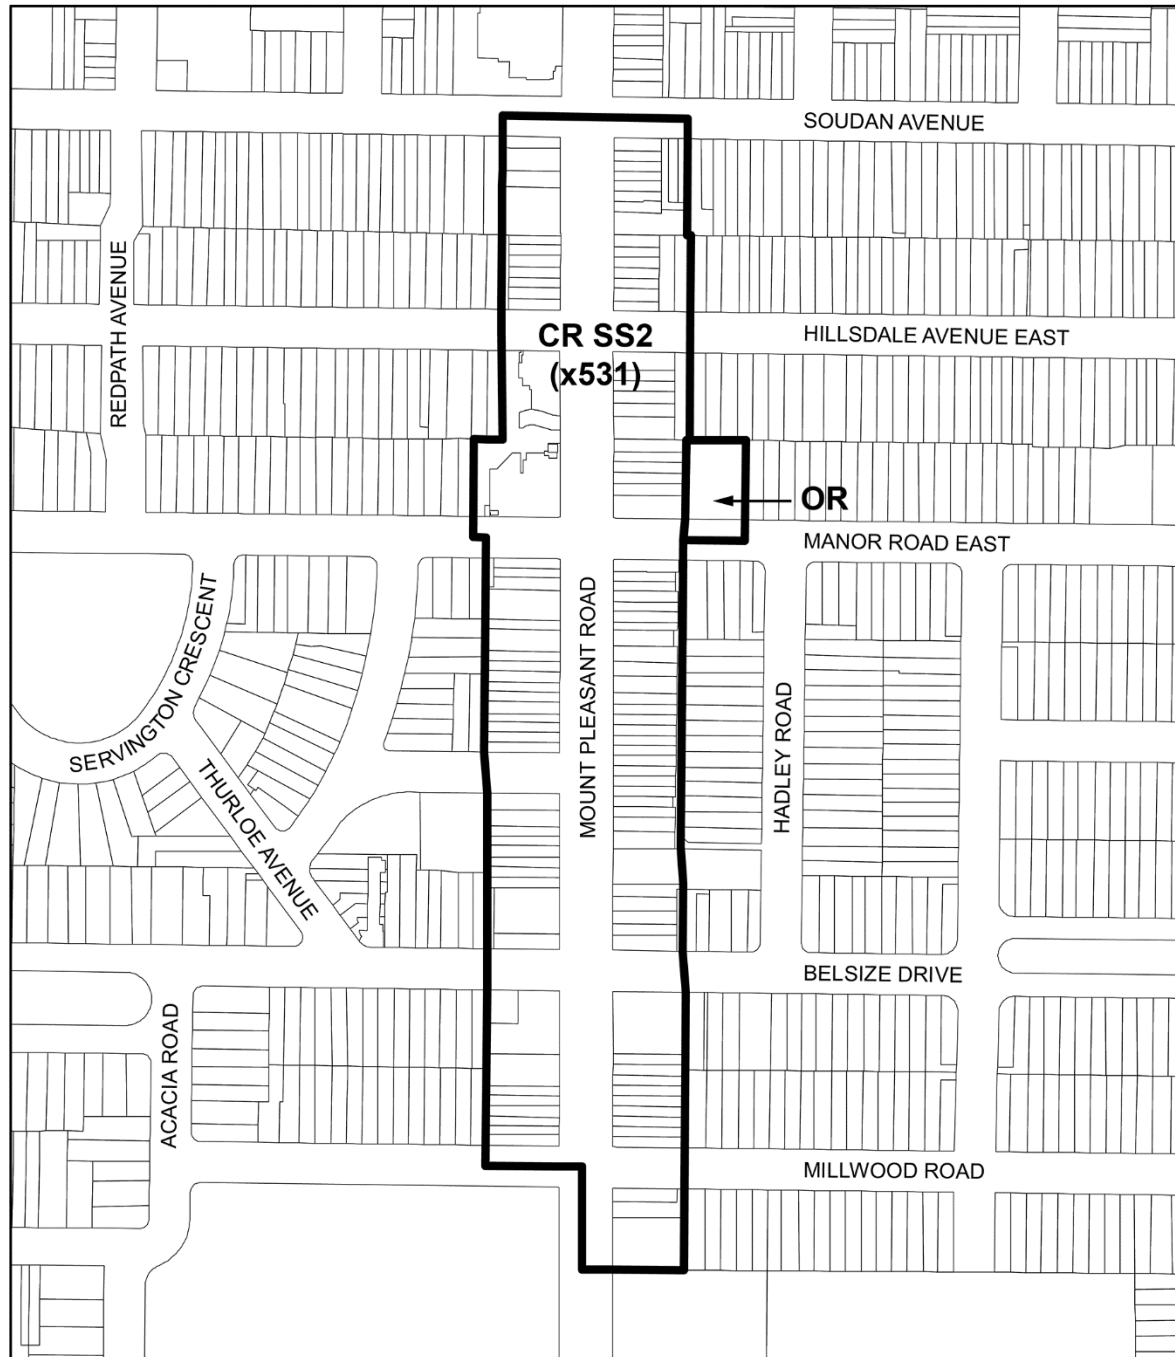 SOUDAN AVENUE
REDPATH AVENUE
HILLSDALE AVENUE EAST
CR SS2
(x531)
OR
MANOR ROAD EAST
SERVINGTON CRESCENT
MOUNT PLEASANT ROAD
HADLEY ROAD
THURLOE AVENUE
BELSIZE DRIVE
ACACIA ROAD
MILLWOOD ROAD